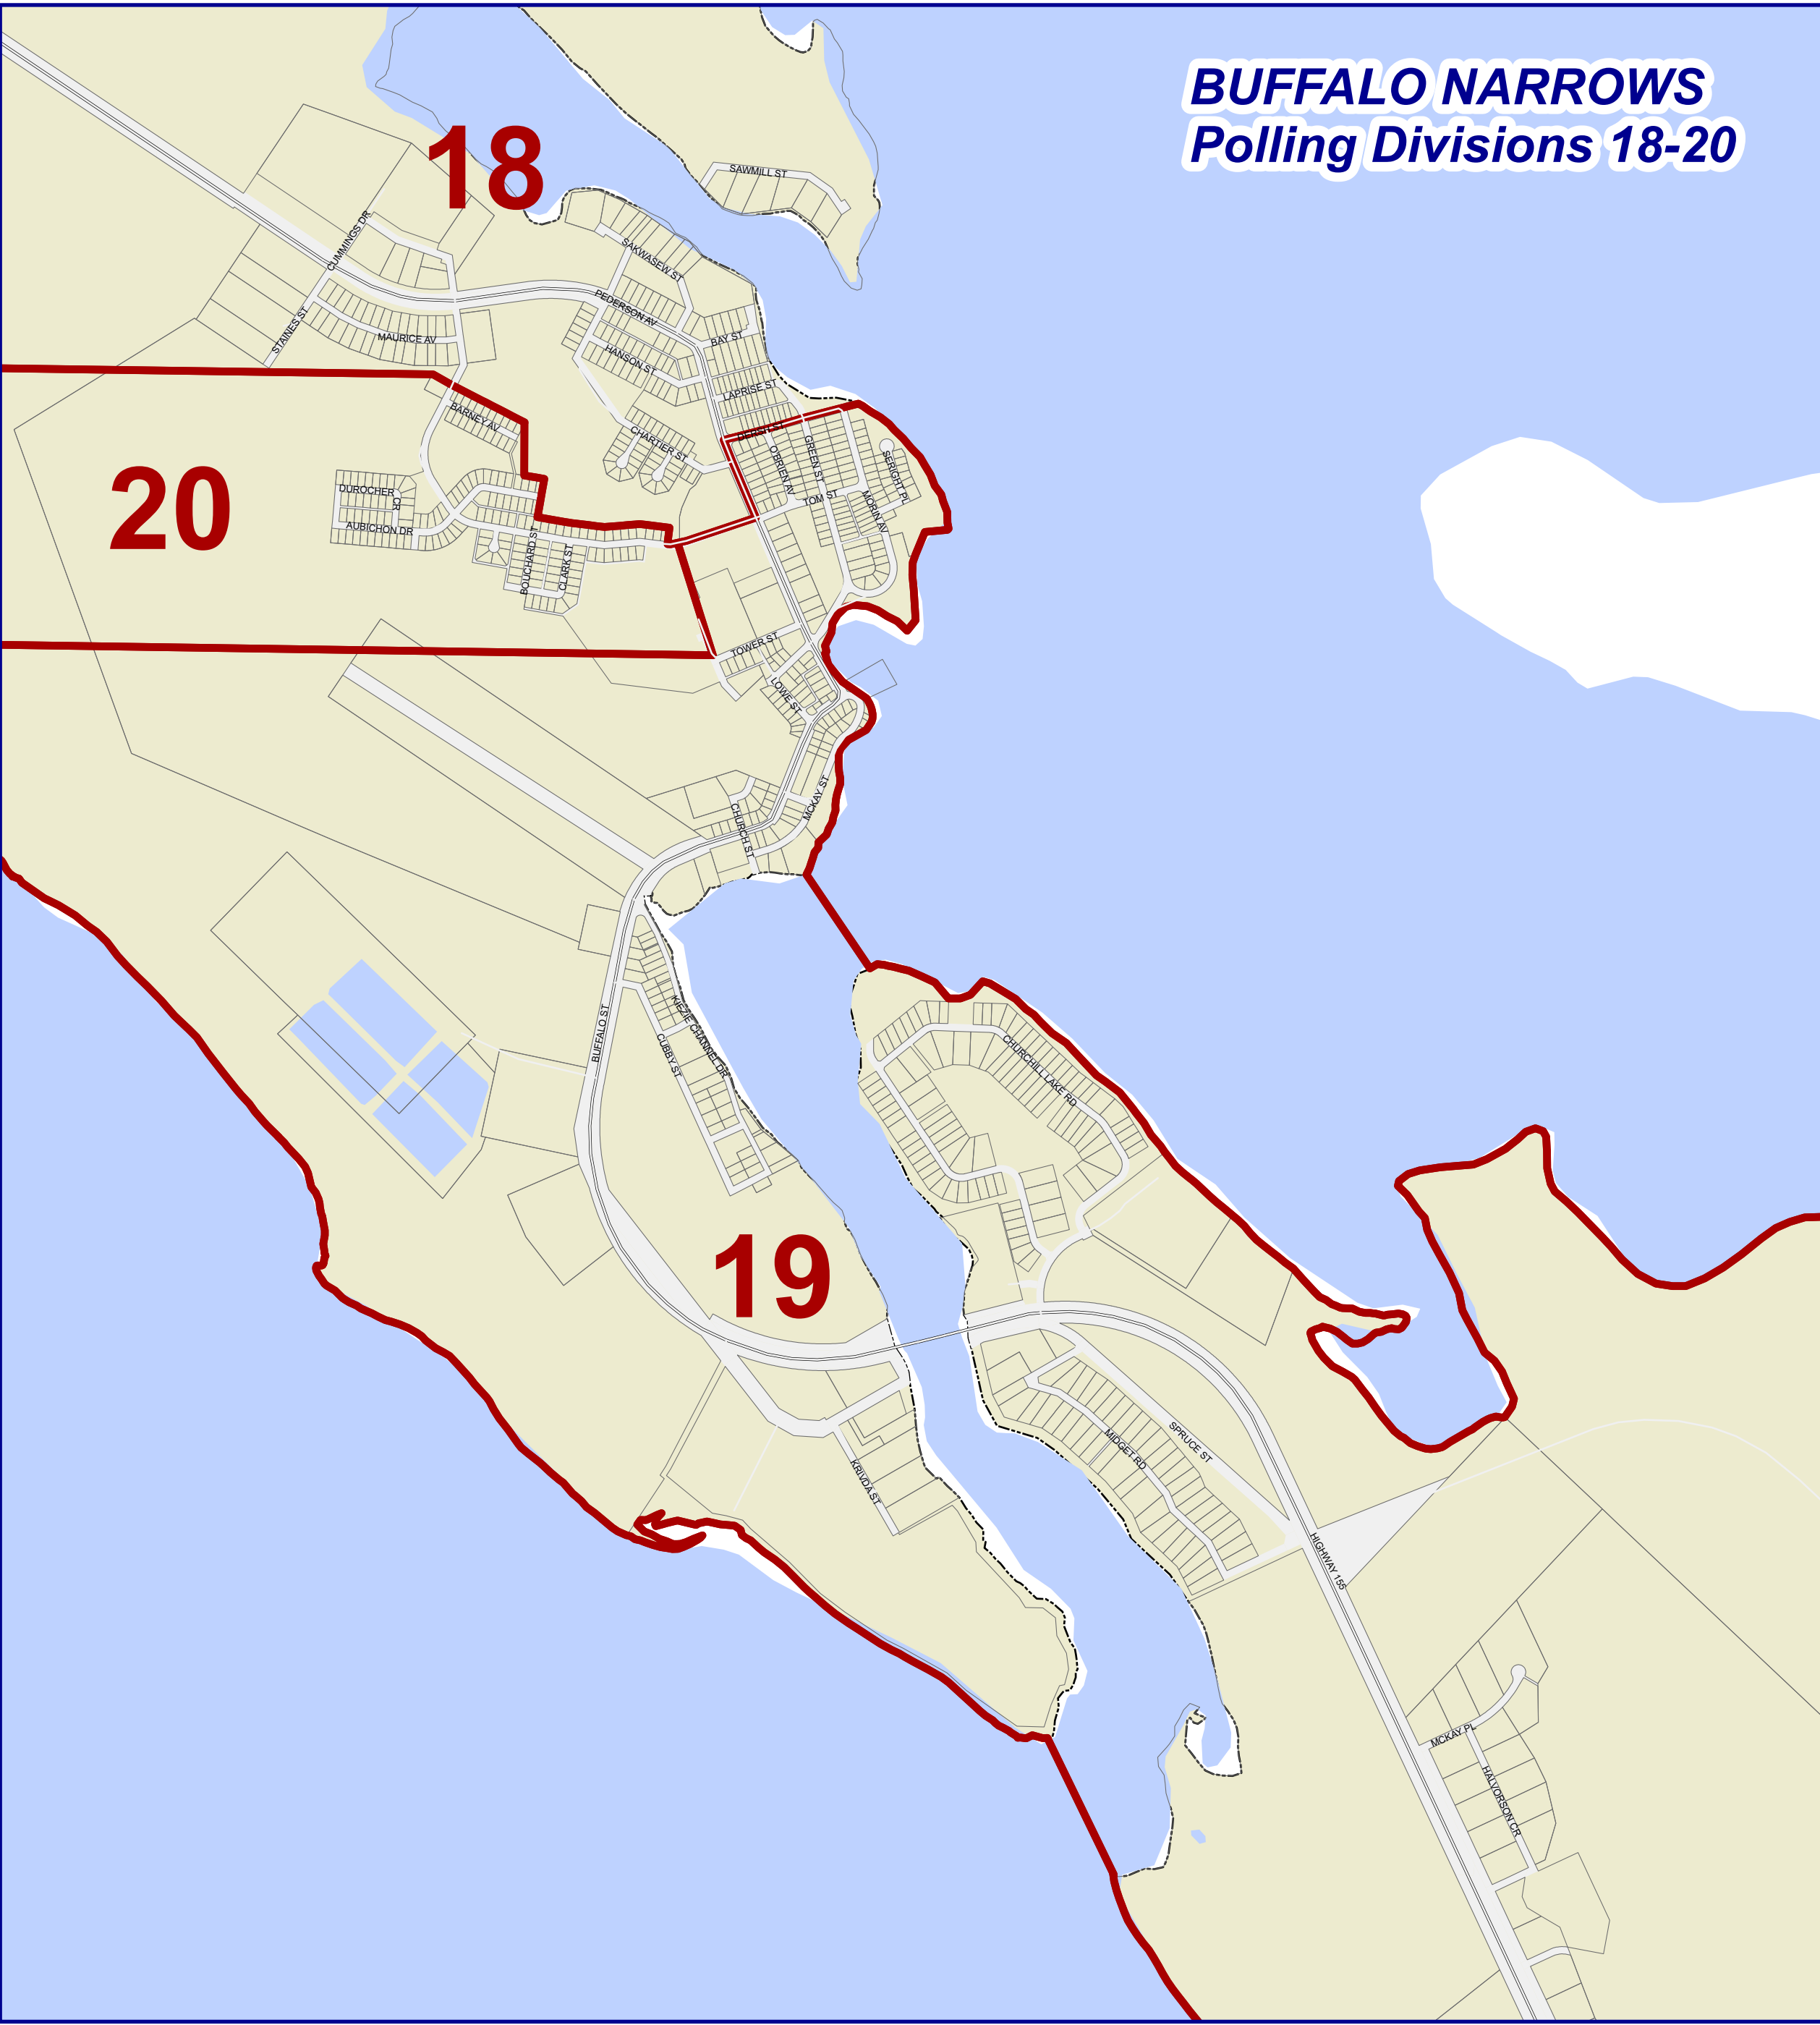 BUFFALO NARROWS
Polling Divisions 18-20
18
SAWMILL ST
CUMMINGS DR
SAKWASEW ST
PEDERSON AV
STAINES ST
MAURICE AV
BAY ST
HANSON ST
LAPRISE ST
BARNEY AV
CHARTIER ST
DEPISH ST
O'BRIEN AV
GREEN ST
SERIGHT PL
20
DUROCHER CR
TOM ST
MORIN AV
AUBICHON DR
BOUCHARD ST
CLARK ST
TOWER ST
LOWE ST
MCKAY ST
CHURCH ST
BUFFALO ST
KIEZIE CHANNEL DR
CUBBY ST
CHURCHILL LAKE RD
19
SPRUCE ST
MIDGET RD
KRIVDA ST
HIGHWAY 155
MCKAY PL
HALVORSON CR